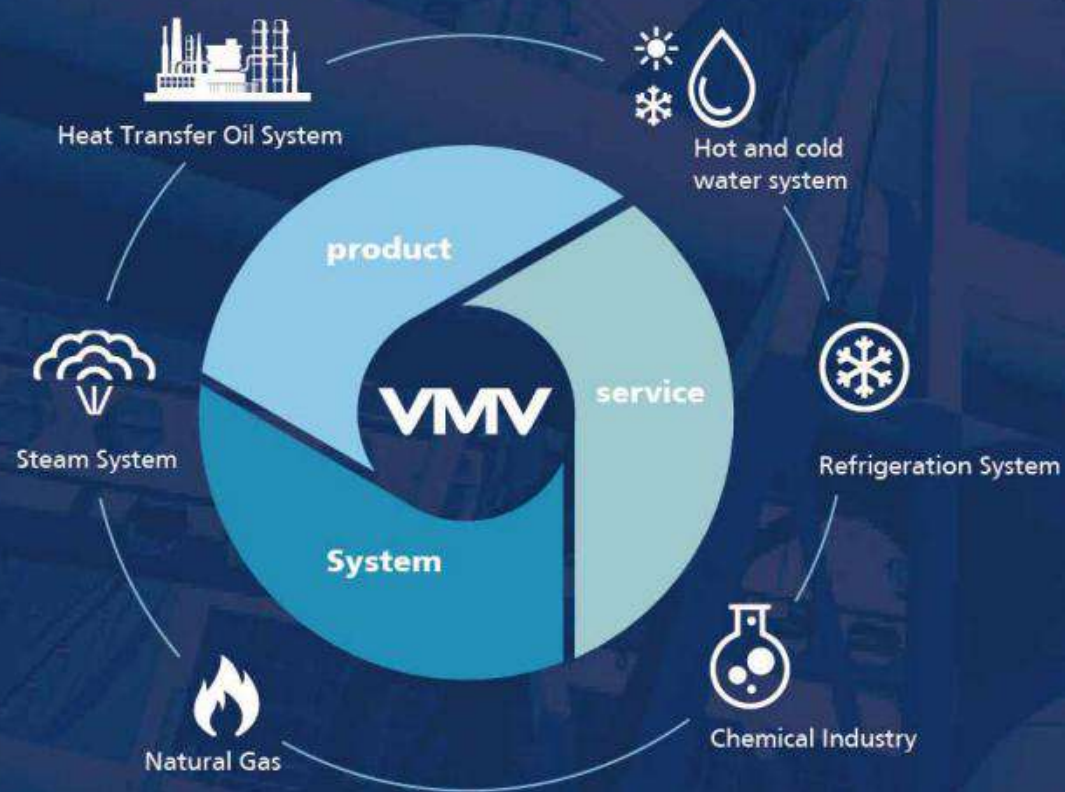 Heat Transfer Oil System
Hot and cold
water system
product
service
VMV
Steam System
Refrigeration System
System
Chemical Industry
Natural Gas